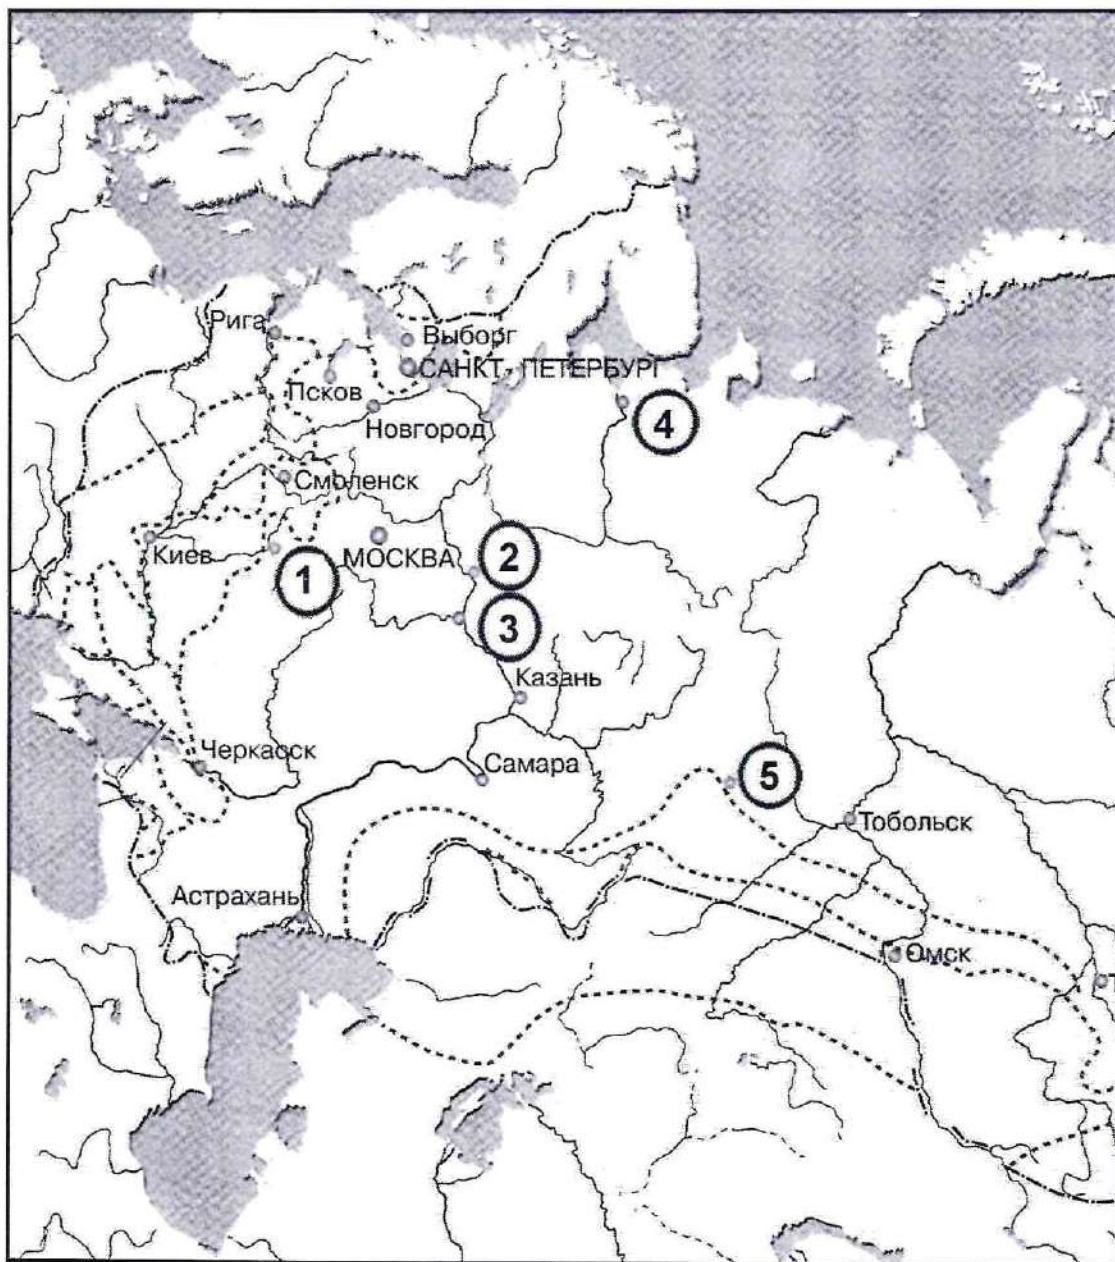 Рига
Выборг
САНКТ-ПЕТЕРБУРГ
Псков
Новгород
4
Смоленск
Киев
МОСКВА
2
1
3
Казань
Черкасск
Самара
5
Тобольск
Астрахань
Омск
Т